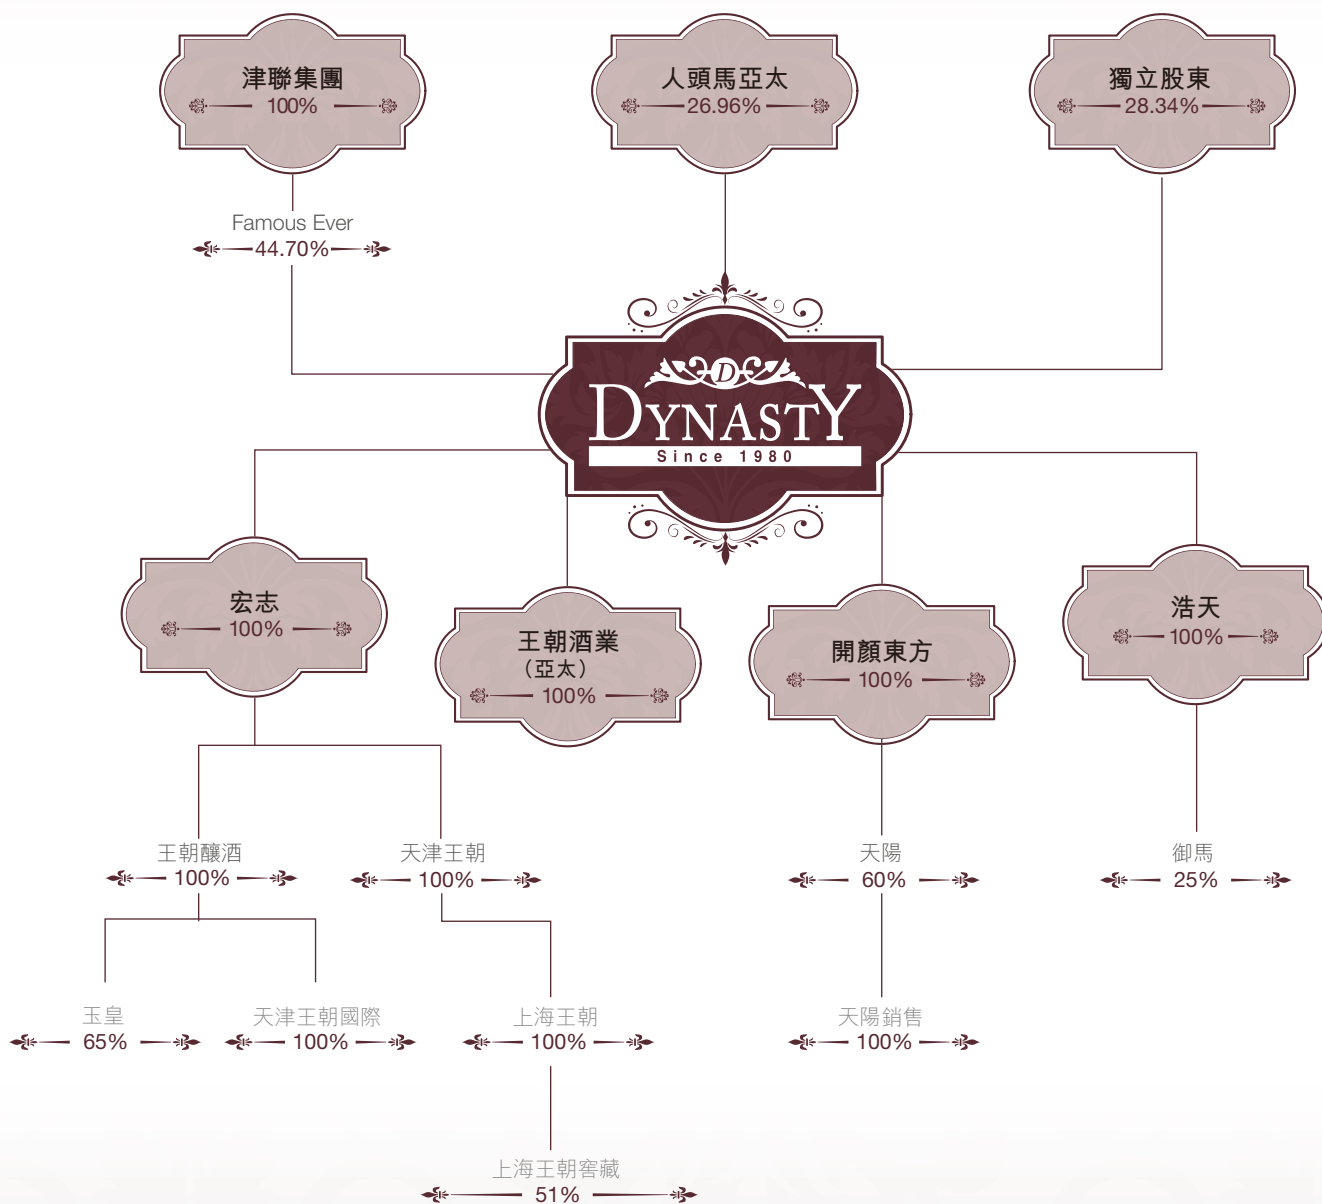 津聯集團
100%
人頭馬亞太
26.96%
獨立股東
28.34%
Famous Ever
44.70%
D
DYNASTY
Since 1980
宏志
100%
王朝酒業
（亞太）
100%
開顏東方
100%
浩天
100%
王朝釀酒
100%
天津王朝
100%
天陽
60%
御馬
25%
玉皇
65%
天津王朝國際
100%
上海王朝
100%
天陽銷售
100%
上海王朝窖藏
51%